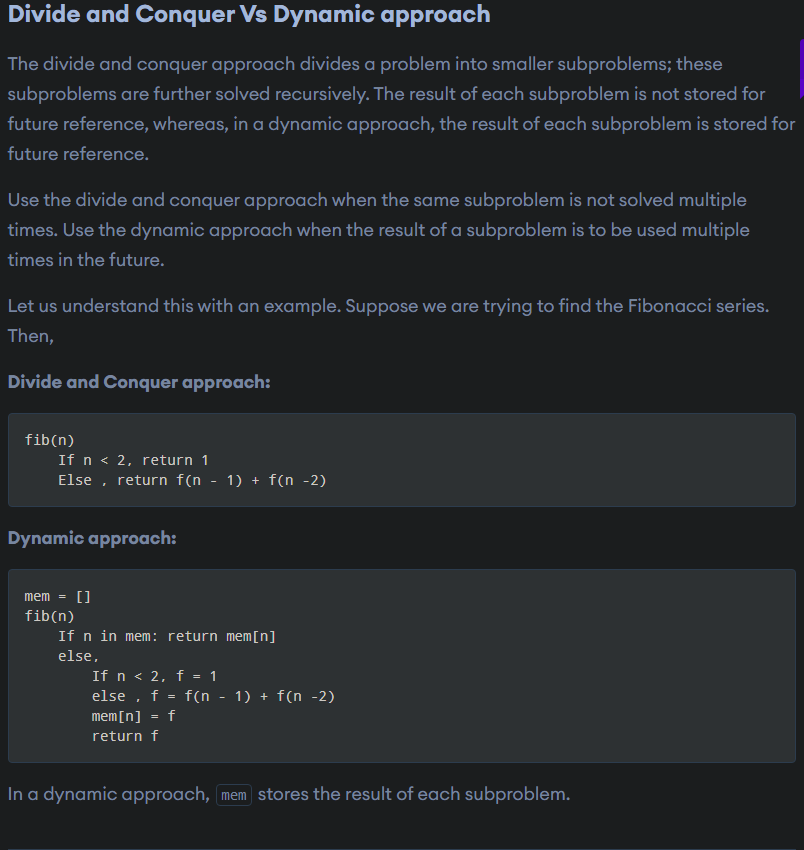 Divide and Conquer Vs Dynamic approach
The divide and conquer approach divides a problem into smaller subproblems; these
subproblems are further solved recursively. The result of each subproblem is not stored for
future reference, whereas, in a dynamic approach, the result of each subproblem is stored for
future reference.
Use the divide and conquer approach when the same subproblem is not solved multiple
times. Use the dynamic approach when the result of a subproblem is to be used multiple
times in the future.
Let us understand this with an example. Suppose we are trying to find the Fibonacci series.
Then,
Divide and Conquer approach:
fib(n)
    If n < 2, return 1
    Else , return f(n - 1) + f(n -2)
Dynamic approach:
mem = []
fib(n)
    If n in mem: return mem[n]
    else,
        If n < 2, f = 1
        else , f = f(n - 1) + f(n -2)
        mem[n] = f
        return f
In a dynamic approach, mem stores the result of each subproblem.